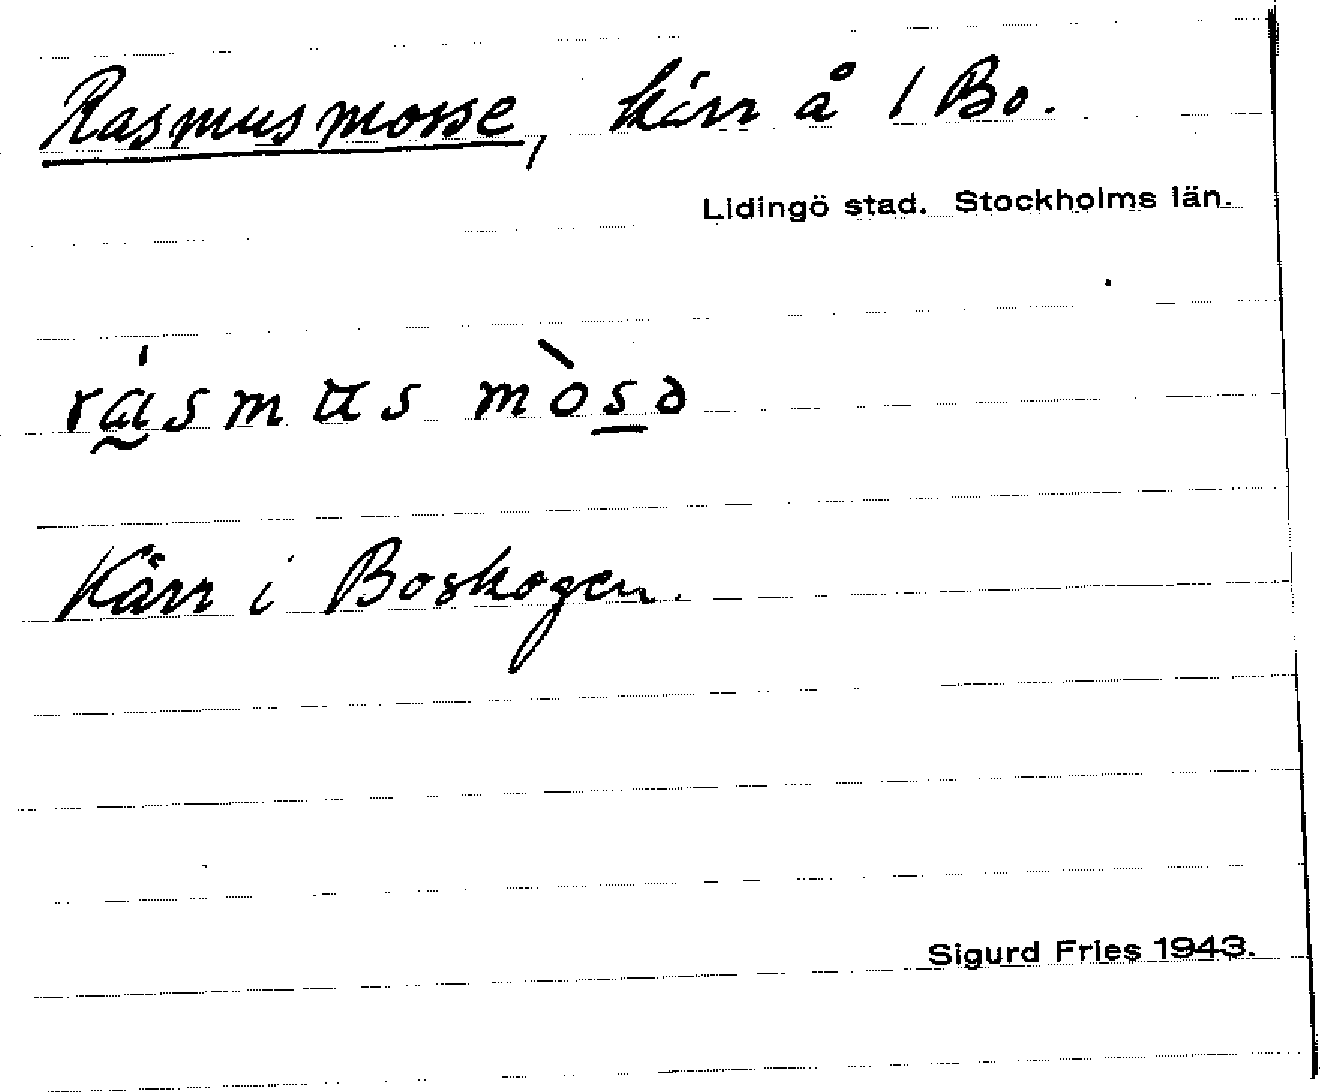 Rasmusmosse, kärr å 1 Bo.
Lidingö stad. Stockholms län.
rásmus mòsə
Kärr i Boskogen.
Sigurd Fries 1943.